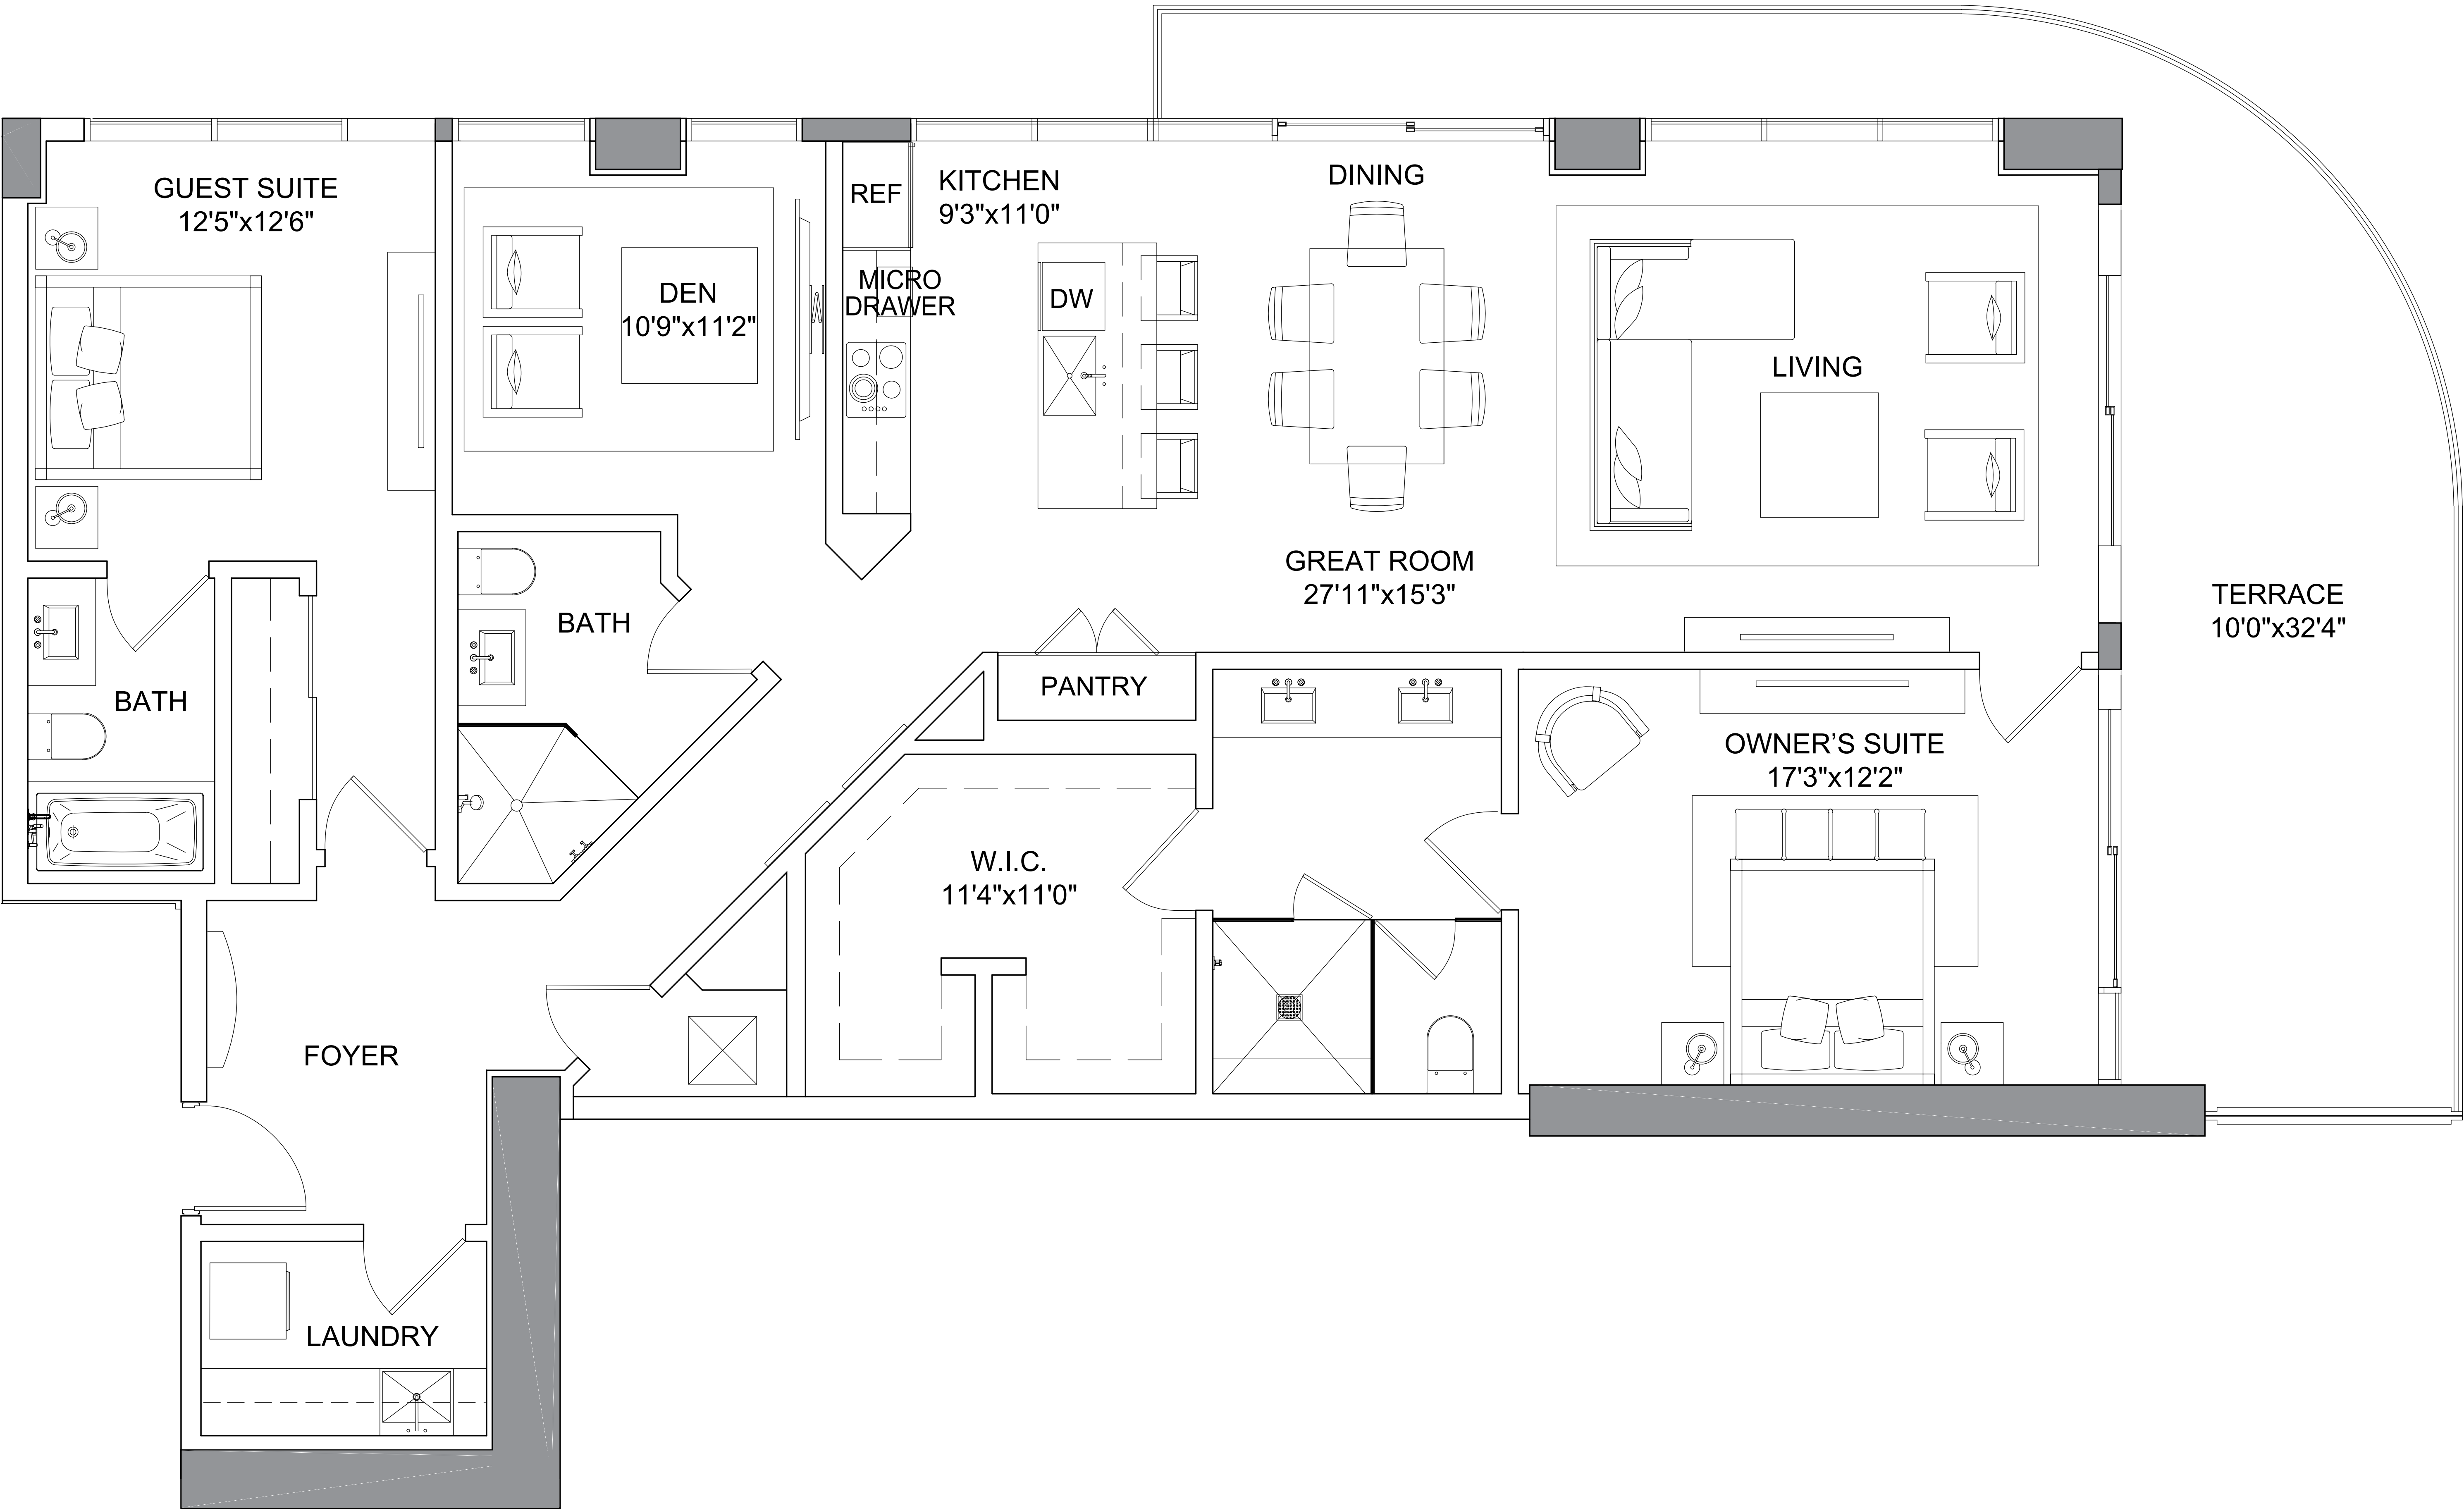 GUEST SUITE
12'5"x12'6"
DEN
10'9"x11'2"
REF
KITCHEN
9'3"x11'0"
MICRO
DRAWER
DW
DINING
LIVING
GREAT ROOM
27'11"x15'3"
TERRACE
10'0"x32'4"
BATH
BATH
PANTRY
OWNER’S SUITE
17'3"x12'2"
W.I.C.
11'4"x11'0"
FOYER
LAUNDRY